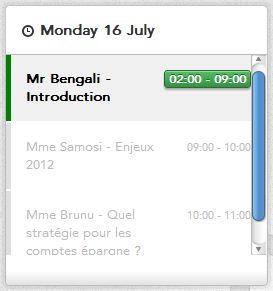 Monday 16 July
Mr Bengali - 02:00 - 09:00
Introduction
Mme Samosi - Enjeux 09:00 - 10:00
2012
Mme Brunu - Quel 10:00 - 11:00
stratégie pour les
comptes épargne ?